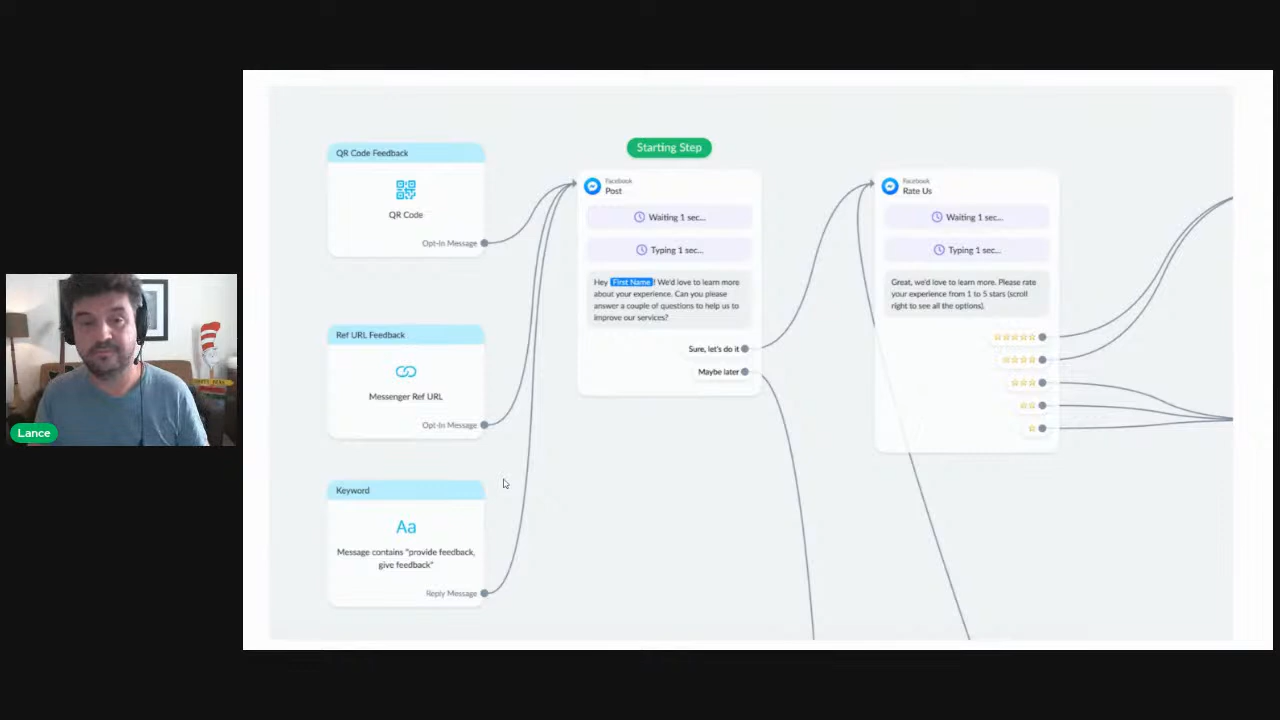 QR Code Feedback
QR Code
Opt-In Message
Ref URL Feedback
Messenger Ref URL
Opt-In Message
Keyword
Aa
Message contains "provide feedback,
give feedback"
Reply Message
Starting Step
Facebook
Post
Waiting 1 sec...
Typing 1 sec...
Hey First Name! We'd love to learn more
about your experience. Can you please
answer a couple of questions to help us to
improve our services?
Sure, let's do it
Maybe later
Facebook
Rate Us
Waiting 1 sec...
Typing 1 sec...
Great, we'd love to learn more. Please rate
your experience from 1 to 5 stars (scroll
right to see all the options).
Lance